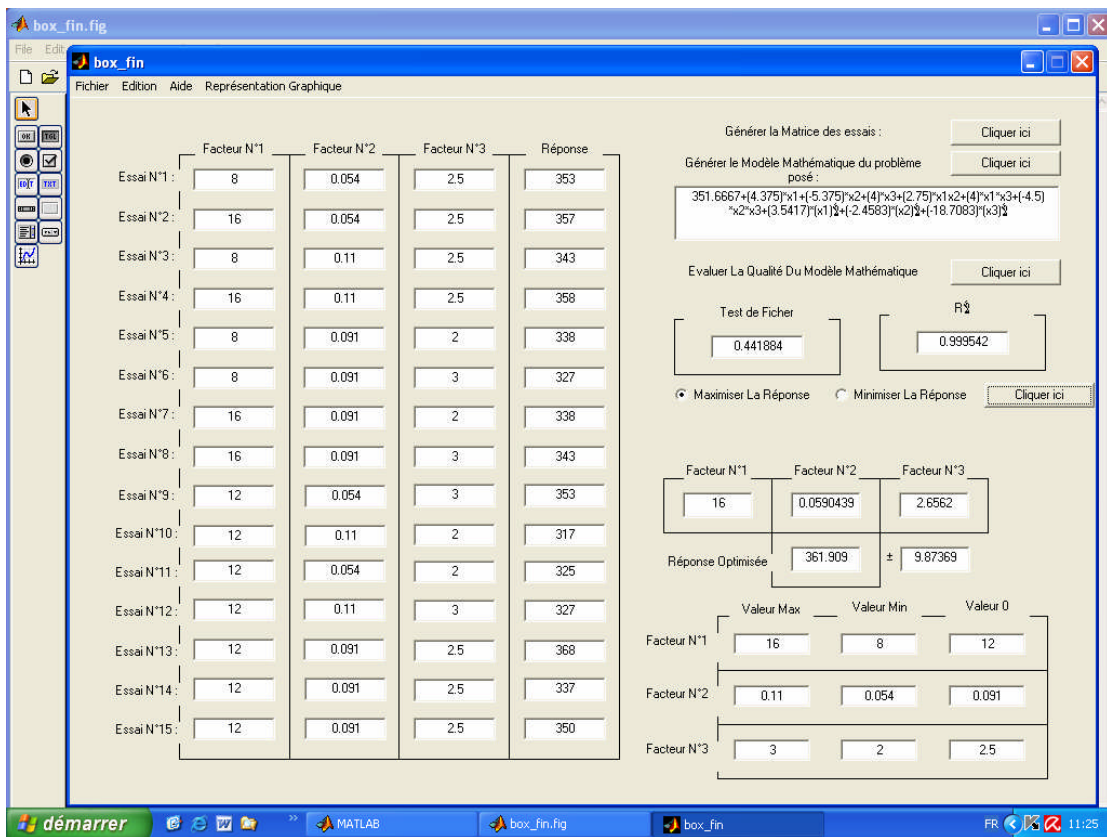 box_fin.fig
File Edit
box_fin
Fichier Edition Aide Représentation Graphique
Facteur N°1 Facteur N°2 Facteur N°3 Réponse
Essai N°1 : 8 0.054 2.5 353
Essai N°2 : 16 0.054 2.5 357
Essai N°3 : 8 0.11 2.5 343
Essai N°4 : 16 0.11 2.5 358
Essai N°5 : 8 0.091 2 338
Essai N°6 : 8 0.091 3 327
Essai N°7 : 16 0.091 2 338
Essai N°8 : 16 0.091 3 343
Essai N°9 : 12 0.054 3 353
Essai N°10 : 12 0.11 2 317
Essai N°11 : 12 0.054 2 325
Essai N°12 : 12 0.11 3 327
Essai N°13 : 12 0.091 2.5 368
Essai N°14 : 12 0.091 2.5 337
Essai N°15 : 12 0.091 2.5 350
Générer la Matrice des essais : Cliquer ici
Générer le Modèle Mathématique du problème posé : Cliquer ici
351.6667+(4.375)*x1+(-5.375)*x2+(4)*x3+(2.75)*x1x2+(4)*x1*x3+(-4.5)
*x2*x3+(3.5417)*(x1)²+(-2.4583)*(x2)²+(-18.7083)*(x3)²
Evaluer La Qualité Du Modèle Mathématique Cliquer ici
Test de Ficher R²
0.441884 0.999542
Maximiser La Réponse Minimiser La Réponse Cliquer ici
Facteur N°1 Facteur N°2 Facteur N°3
16 0.0590439 2.6562
Réponse Optimisée 361.909 ± 9.87369
Valeur Max Valeur Min Valeur 0
Facteur N°1 16 8 12
Facteur N°2 0.11 0.054 0.091
Facteur N°3 3 2 2.5
OK TGL
EDIT TXT
démarrer » MATLAB box_fin.fig box_fin FR 11:25